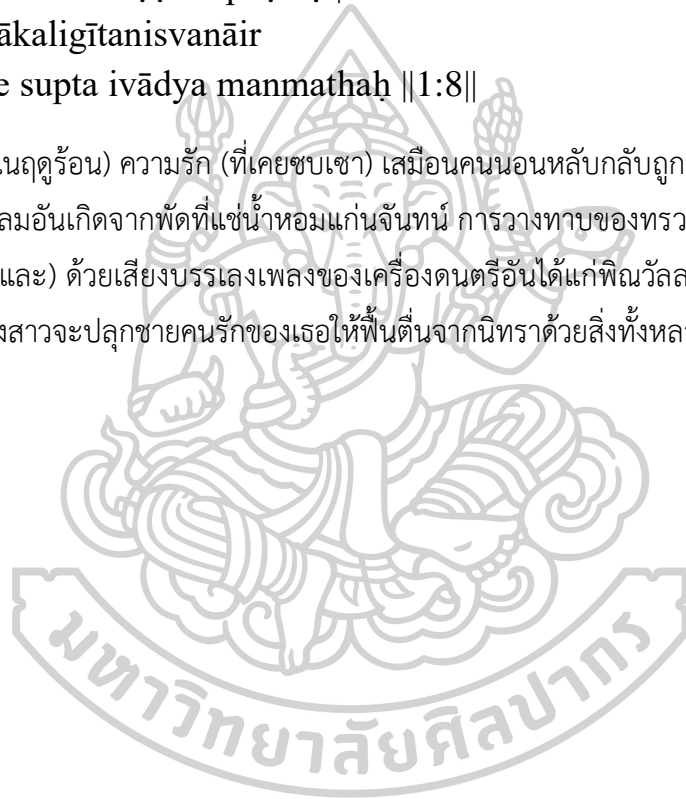 ākaligītanisvanāir
e supta ivādya manmathaḥ ||1:8||
นฤดูร้อน) ความรัก (ที่เคยซบเซา) เสมือนคนนอนหลับกลับถูก
ลมอันเกิดจากพัดที่แช่น้ำหอมแก่นจันทน์ การวางทาบของทรว
และ) ด้วยเสียงบรรเลงเพลงของเครื่องดนตรีอันได้แก่พิณวัลล
งสาวจะปลุกชายคนรักของเธอให้ฟื้นตื่นจากนิทราด้วยสิ่งทั้งหล
มหาวิทยาลัยศิลปากร